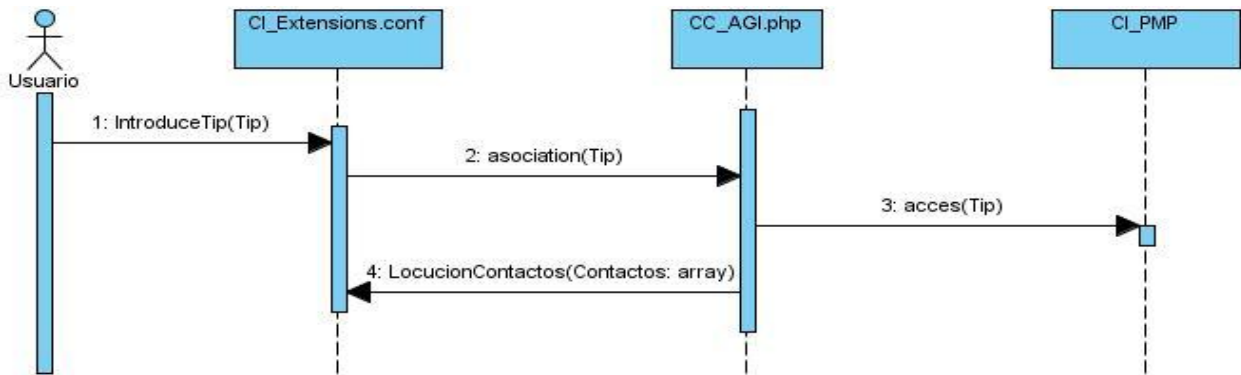 CI_Extensions.conf
CC_AGI.php
CI_PMP
Usuario
1: IntroduceTip(Tip)
2: asociation(Tip)
3: acces(Tip)
4: LocucionContactos(Contactos: array)